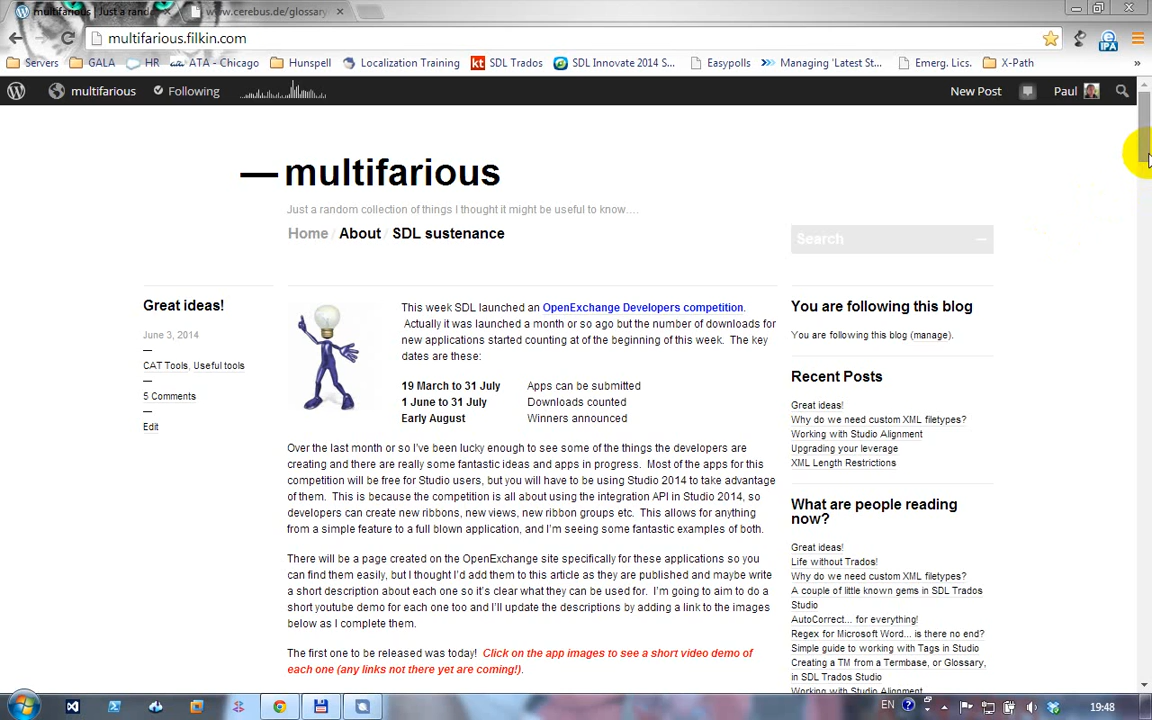 multifarious | Just a rand
www.cerebus.de/glossary
multifarious.filkin.com
Servers GALA HR ATA - Chicago Hunspell Localization Training SDL Trados SDL Innovate 2014 S... Easypolls Managing 'Latest St... Emerg. Lics. X-Path »
multifarious Following New Post Paul
— multifarious
Just a random collection of things I thought it might be useful to know….
Home / About / SDL sustenance
Search
Great ideas!
June 3, 2014
—
CAT Tools, Useful tools
—
5 Comments
—
Edit
This week SDL launched an OpenExchange Developers competition.
Actually it was launched a month or so ago but the number of downloads for
new applications started counting at of the beginning of this week. The key
dates are these:
19 March to 31 July Apps can be submitted
1 June to 31 July Downloads counted
Early August Winners announced
Over the last month or so I've been lucky enough to see some of the things the developers are
creating and there are really some fantastic ideas and apps in progress. Most of the apps for this
competition will be free for Studio users, but you will have to be using Studio 2014 to take advantage
of them. This is because the competition is all about using the integration API in Studio 2014, so
developers can create new ribbons, new views, new ribbon groups etc. This allows for anything
from a simple feature to a full blown application, and I'm seeing some fantastic examples of both.
There will be a page created on the OpenExchange site specifically for these applications so you
can find them easily, but I thought I'd add them to this article as they are published and maybe write
a short description about each one so it's clear what they can be used for. I'm going to aim to do a
short youtube demo for each one too and I'll update the descriptions by adding a link to the images
below as I complete them.
The first one to be released was today! Click on the app images to see a short video demo of
each one (any links not there yet are coming!).
You are following this blog
You are following this blog (manage).
Recent Posts
Great ideas!
Why do we need custom XML filetypes?
Working with Studio Alignment
Upgrading your leverage
XML Length Restrictions
What are people reading
now?
Great ideas!
Life without Trados!
Why do we need custom XML filetypes?
A couple of little known gems in SDL Trados
Studio
AutoCorrect... for everything!
Regex for Microsoft Word... is there no end?
Simple guide to working with Tags in Studio
Creating a TM from a Termbase, or Glossary,
in SDL Trados Studio
Working with Studio Alignment
EN 19:48